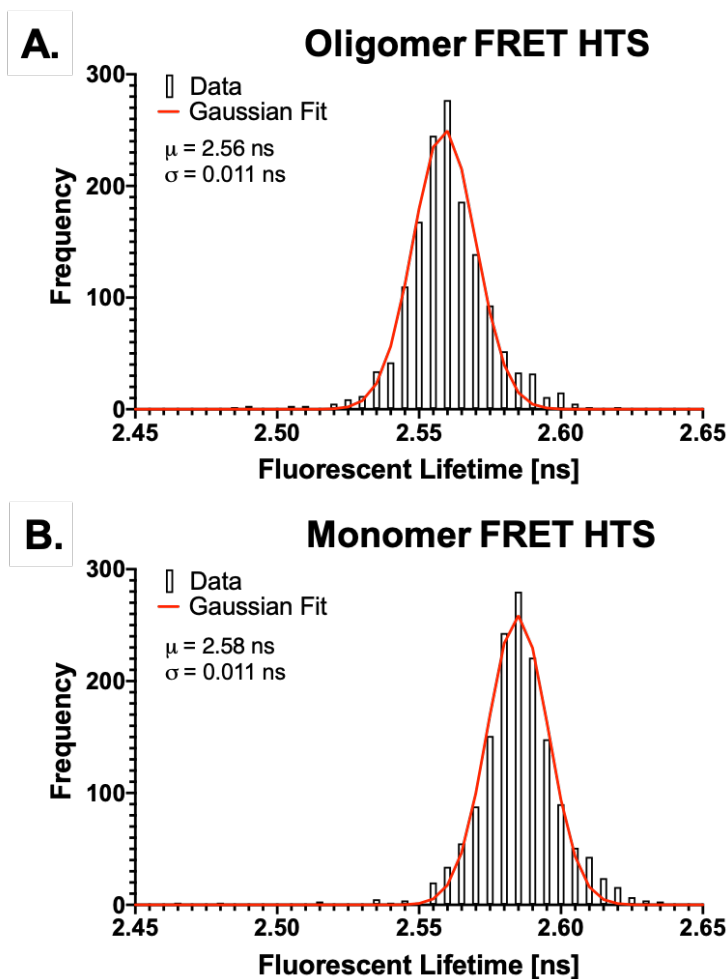 A.
Oligomer FRET HTS
300
200
100
0
Frequency
Data
Gaussian Fit
μ = 2.56 ns
σ = 0.011 ns
2.45 2.50 2.55 2.60 2.65
Fluorescent Lifetime [ns]
B.
Monomer FRET HTS
300
200
100
0
Frequency
Data
Gaussian Fit
μ = 2.58 ns
σ = 0.011 ns
2.45 2.50 2.55 2.60 2.65
Fluorescent Lifetime [ns]